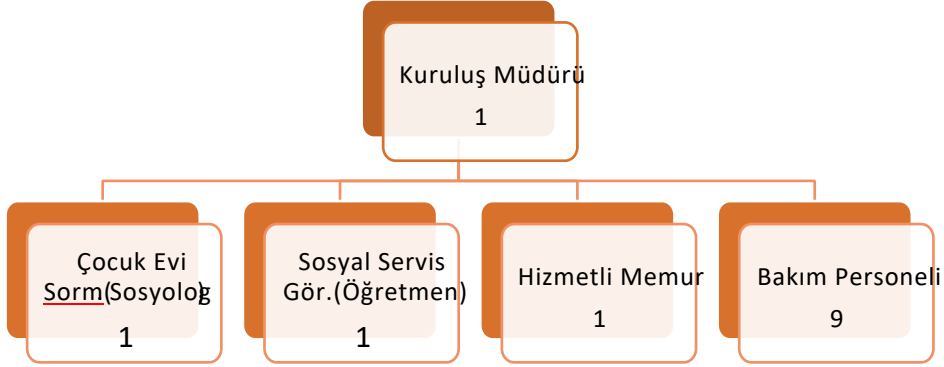 Kuruluş Müdürü
1
Çocuk Evi
Sorm(Sosyolog)
1
Sosyal Servis
Gör.(Öğretmen)
1
Hizmetli Memur
1
Bakım Personeli
9